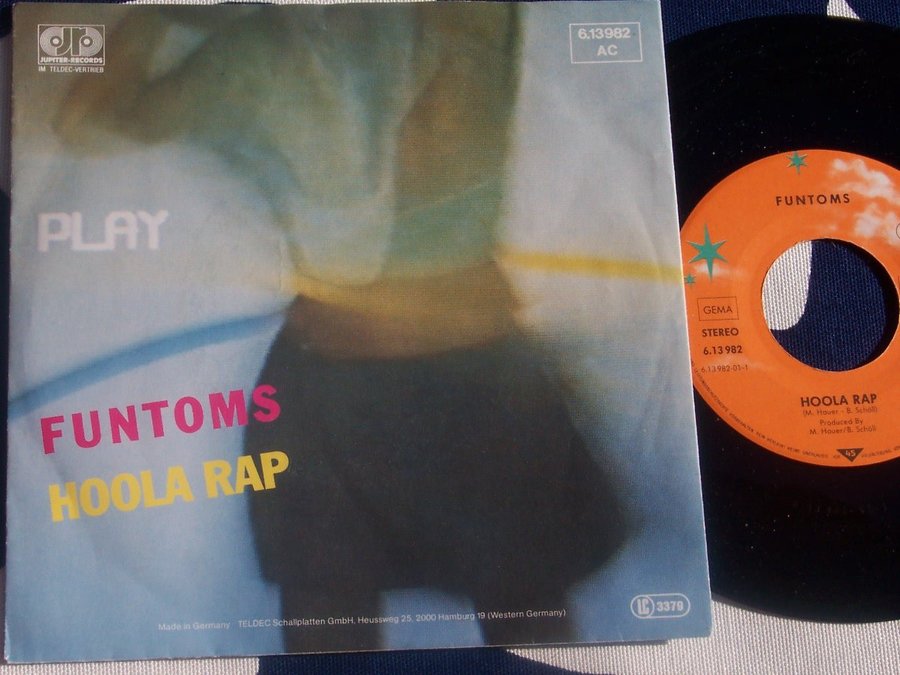 JUPITER-RECORDS
IM TELDEC-VERTRIEB
6.13982
AC
PLAY
FUNTOMS
HOOLA RAP
Made in Germany TELDEC Schallplatten GmbH, Heussweg 25, 2000 Hamburg 19 (Western Germany)
LC 3379
FUNTOMS
GEMA
STEREO
6.13982
6.13982-01-1
HOOLA RAP
(M. Hauer - B. Schöll)
Produced By
M. Hauer/B. Schöll
45